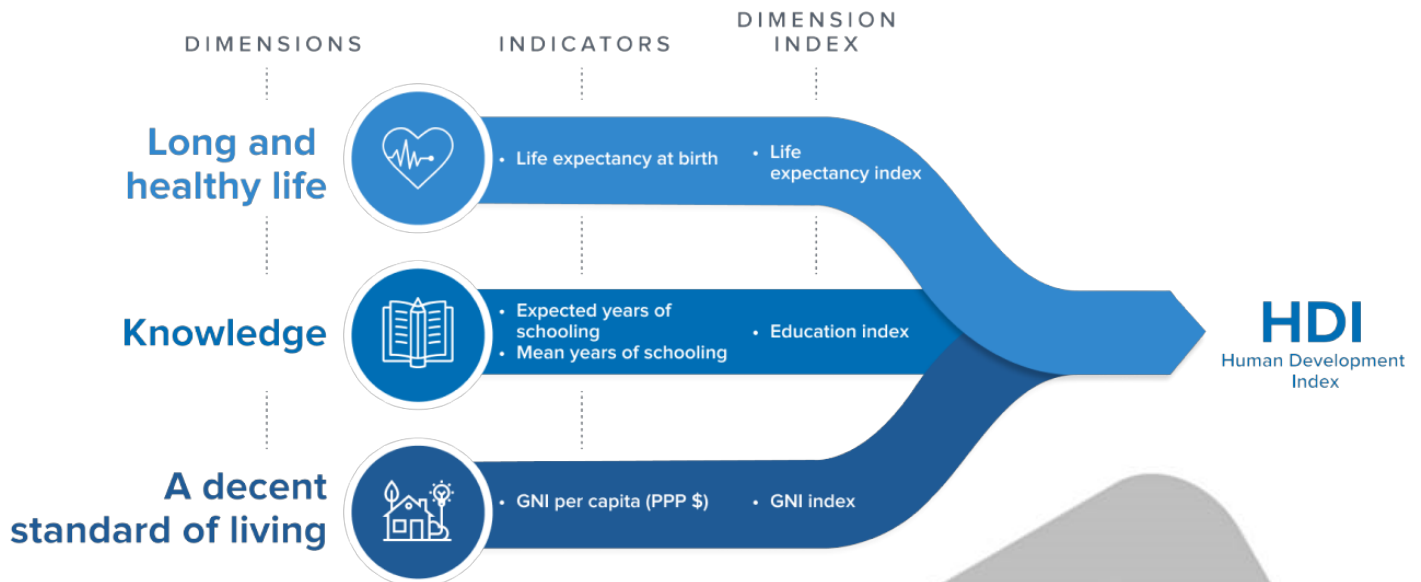 DIMENSIONS
INDICATORS
DIMENSION
INDEX
Long and
healthy life
• Life expectancy at birth
• Life
expectancy index
Knowledge
• Expected years of
schooling
• Mean years of schooling
• Education index
HDI
Human Development
Index
A decent
standard of living
• GNI per capita (PPP $)
• GNI index